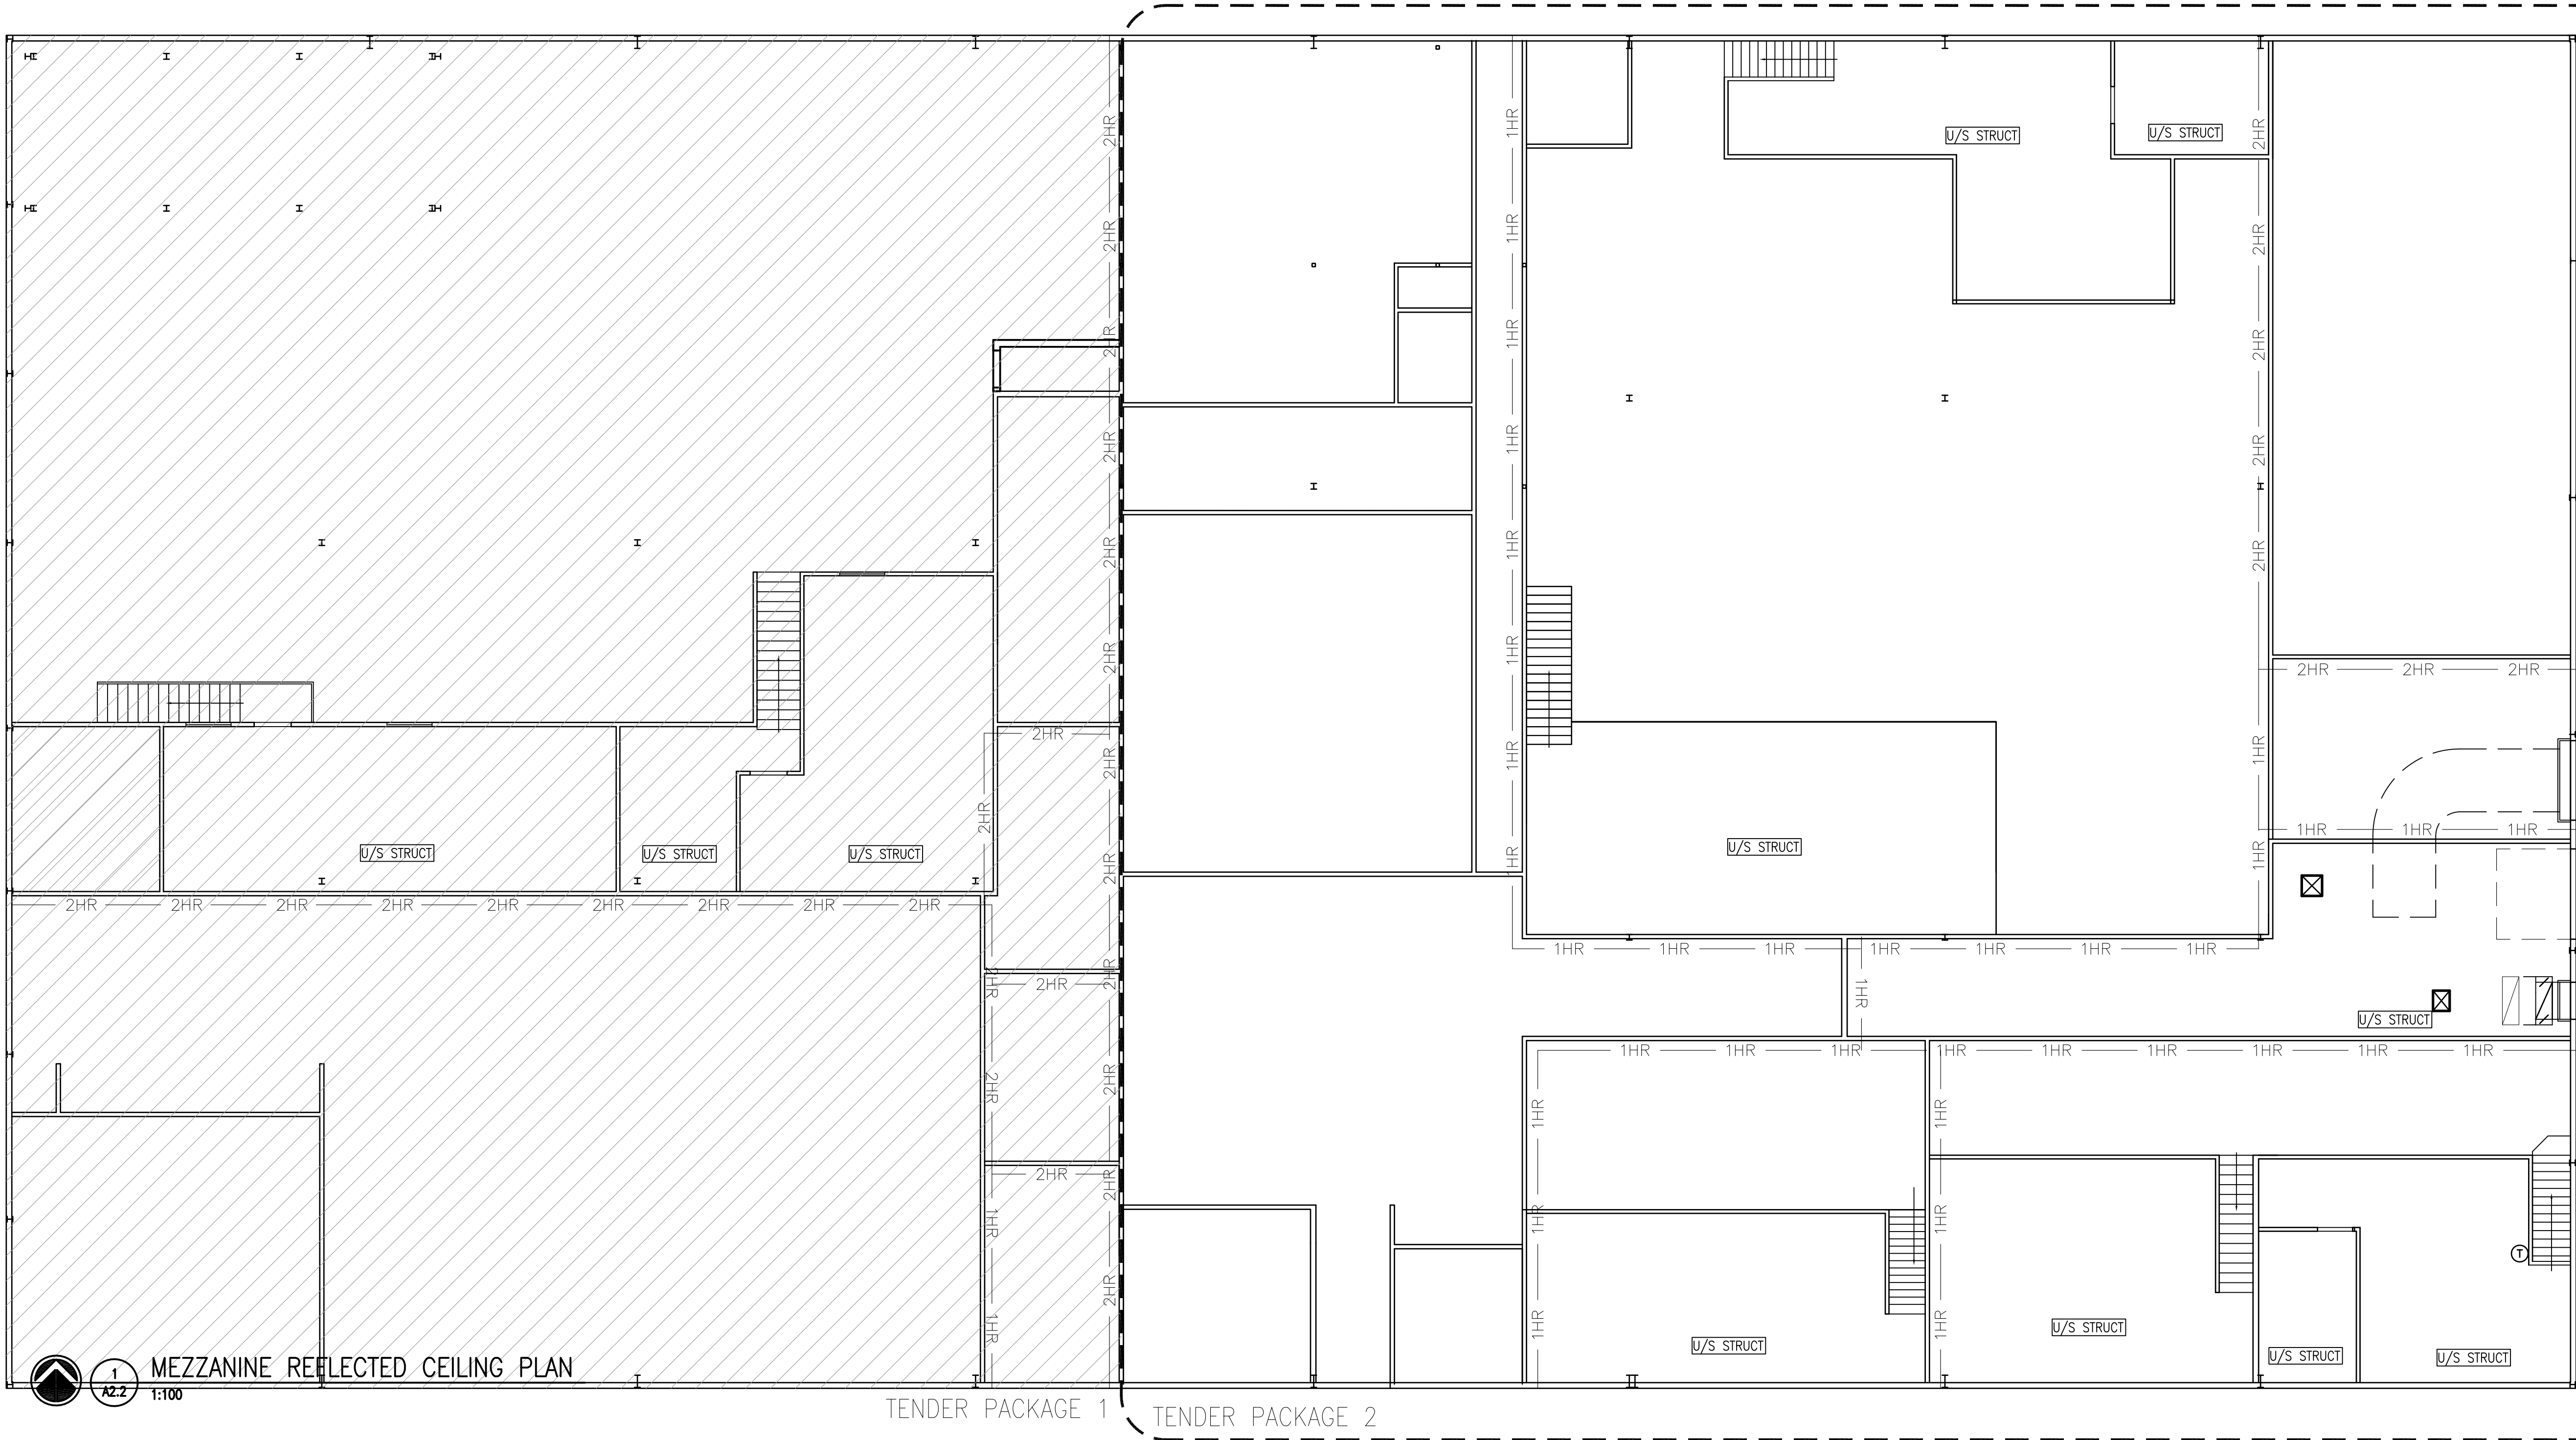 U/S STRUCT
U/S STRUCT
2HR
2HR
2HR
2HR
2HR
2HR
2HR
2HR
2HR
2HR
2HR
2HR
1HR
1HR
1HR
1HR
1HR
1HR
1HR
1HR
2HR
2HR
2HR
2HR
2HR
1HR
1HR
2HR 2HR 2HR
1HR 1HR 1HR
2HR
2HR
U/S STRUCT
U/S STRUCT
U/S STRUCT
U/S STRUCT
2HR 2HR 2HR 2HR 2HR 2HR 2HR 2HR 2HR
1HR 1HR 1HR 1HR 1HR 1HR 1HR
2HR
2HR
1HR
1HR
2HR
2HR
1HR
U/S STRUCT
1HR 1HR 1HR 1HR 1HR 1HR 1HR 1HR 1HR
1HR
1HR
1HR
1HR
1HR
1HR
T
U/S STRUCT
U/S STRUCT
U/S STRUCT
U/S STRUCT
1
A2.2
MEZZANINE REFLECTED CEILING PLAN
1:100
TENDER PACKAGE 1
TENDER PACKAGE 2